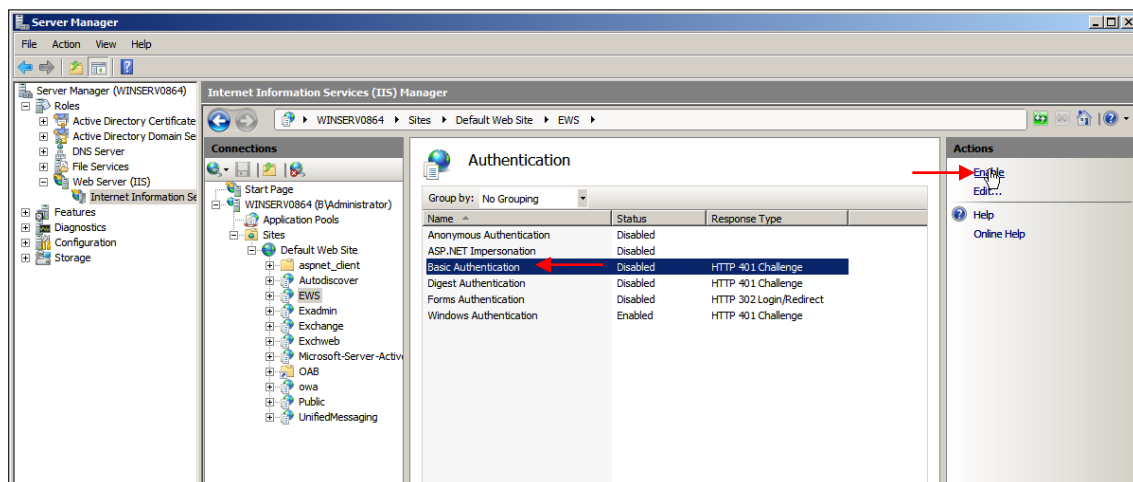 Server Manager
File Action View Help
Server Manager (WINSERV0864)
Roles
Active Directory Certificate
Active Directory Domain Se
DNS Server
File Services
Web Server (IIS)
Internet Information Se
Features
Diagnostics
Configuration
Storage
Internet Information Services (IIS) Manager
WINSERV0864 Sites Default Web Site EWS
Connections
Start Page
WINSERV0864 (B\Administrator)
Application Pools
Sites
Default Web Site
aspnet_client
Autodiscover
EWS
Exadmin
Exchange
Exchweb
Microsoft-Server-Active
OAB
owa
Public
UnifiedMessaging
Authentication
Group by: No Grouping
Name Status Response Type
Anonymous Authentication Disabled
ASP.NET Impersonation Disabled
Basic Authentication Disabled HTTP 401 Challenge
Digest Authentication Disabled HTTP 401 Challenge
Forms Authentication Disabled HTTP 302 Login/Redirect
Windows Authentication Enabled HTTP 401 Challenge
Actions
Enable
Edit...
Help
Online Help